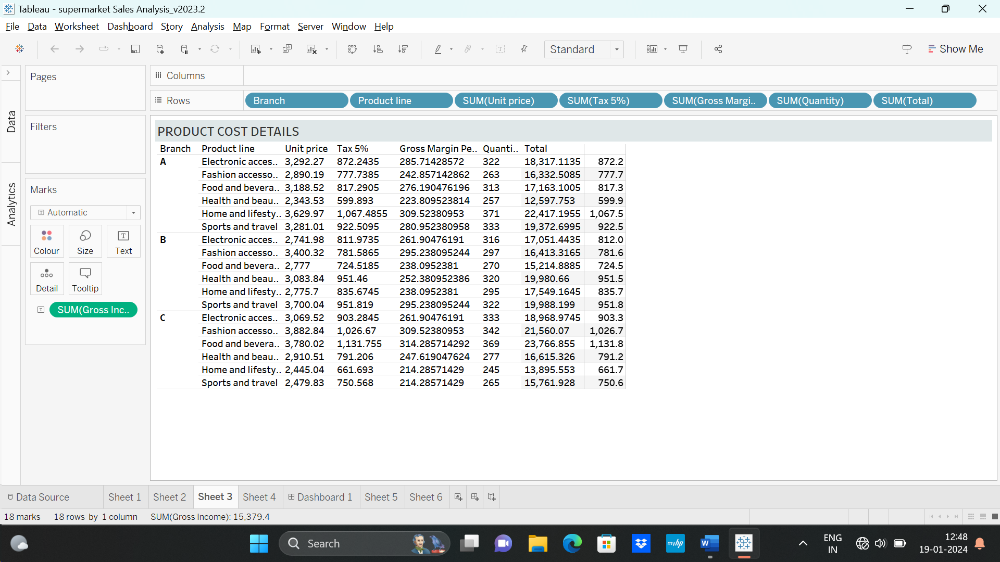 Tableau - supermarket Sales Analysis_v2023.2
File Data Worksheet Dashboard Story Analysis Map Format Server Window Help
Standard
Show Me
Pages
iii Columns
Rows Branch Product line SUM(Unit price) SUM(Tax 5%) SUM(Gross Margi.. SUM(Quantity) SUM(Total)
Data
Analytics
Filters
Marks
T Automatic
Colour Size T Text
Detail Tooltip
T SUM(Gross Inc..
PRODUCT COST DETAILS
Branch Product line Unit price Tax 5% Gross Margin Pe.. Quanti.. Total
A Electronic acces.. 3,292.27 872.2435 285.71428572 322 18,317.1135 872.2
Fashion accesso.. 2,890.19 777.7385 242.857142862 263 16,332.5085 777.7
Food and bevera.. 3,188.52 817.2905 276.190476196 313 17,163.1005 817.3
Health and beau.. 2,343.53 599.893 223.809523814 257 12,597.753 599.9
Home and lifesty.. 3,629.97 1,067.4855 309.52380953 371 22,417.1955 1,067.5
Sports and travel 3,281.01 922.5095 280.952380958 333 19,372.6995 922.5
B Electronic acces.. 2,741.98 811.9735 261.90476191 316 17,051.4435 812.0
Fashion accesso.. 3,400.32 781.5865 295.238095244 297 16,413.3165 781.6
Food and bevera.. 2,777 724.5185 238.0952381 270 15,214.8885 724.5
Health and beau.. 3,083.84 951.46 252.380952386 320 19,980.66 951.5
Home and lifesty.. 2,775.7 835.6745 238.0952381 295 17,549.1645 835.7
Sports and travel 3,700.04 951.819 295.238095244 322 19,988.199 951.8
C Electronic acces.. 3,069.52 903.2845 261.90476191 333 18,968.9745 903.3
Fashion accesso.. 3,882.84 1,026.67 309.52380953 342 21,560.07 1,026.7
Food and bevera.. 3,780.02 1,131.755 314.285714292 369 23,766.855 1,131.8
Health and beau.. 2,910.51 791.206 247.619047624 277 16,615.326 791.2
Home and lifesty.. 2,445.04 661.693 214.28571429 245 13,895.553 661.7
Sports and travel 2,479.83 750.568 214.28571429 265 15,761.928 750.6
Data Source Sheet 1 Sheet 2 Sheet 3 Sheet 4 Dashboard 1 Sheet 5 Sheet 6
18 marks 18 rows by 1 column SUM(Gross Income): 15,379.4
Search
myhp
W
ENG
IN
12:48
19-01-2024